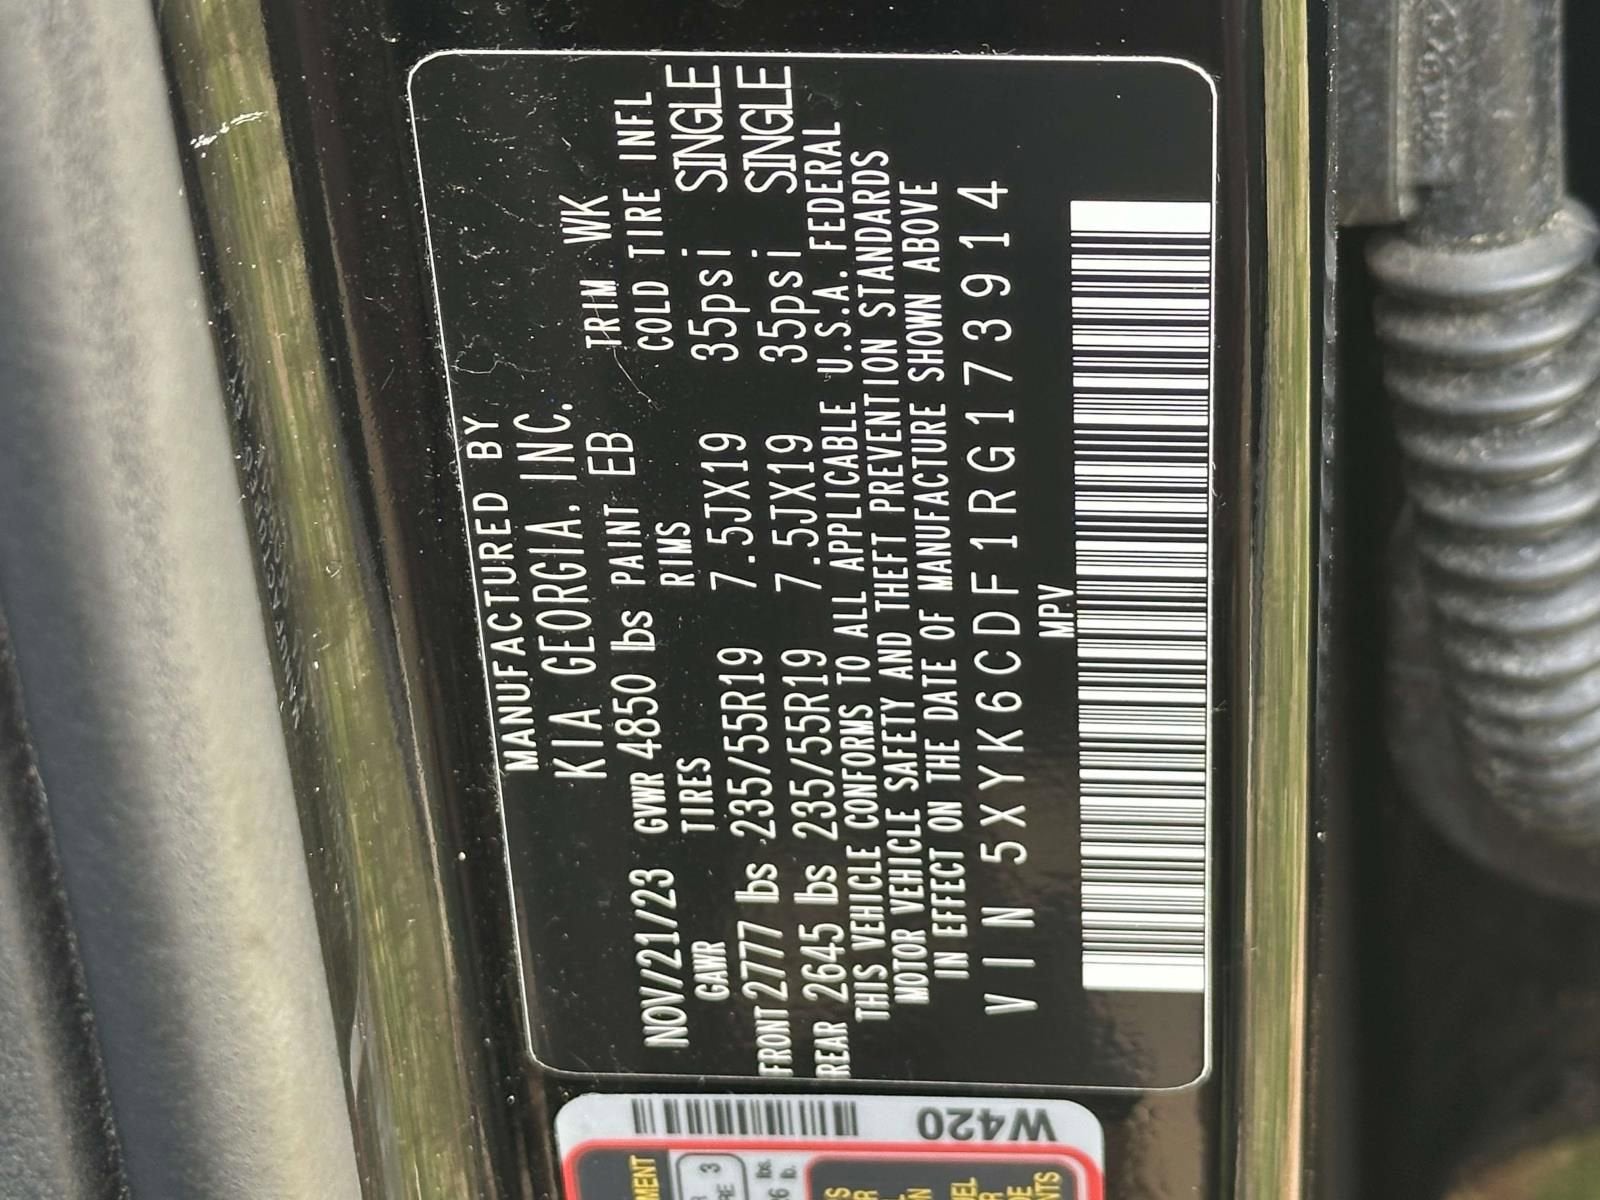 MANUFACTURED BY
KIA GEORGIA, INC.
NOV/21/23 GVWR 4850 lbs PAINT EB TRIM WK
GAWR TIRES RIMS COLD TIRE INFL
FRONT 2777 lbs 235/55R19 7.5JX19 35psi SINGLE
REAR 2645 lbs 235/55R19 7.5JX19 35psi SINGLE
THIS VEHICLE CONFORMS TO ALL APPLICABLE U.S.A. FEDERAL
MOTOR VEHICLE SAFETY AND THEFT PREVENTION STANDARDS
IN EFFECT ON THE DATE OF MANUFACTURE SHOWN ABOVE
VIN 5XYK6CDF1RG173914
MPV
W420